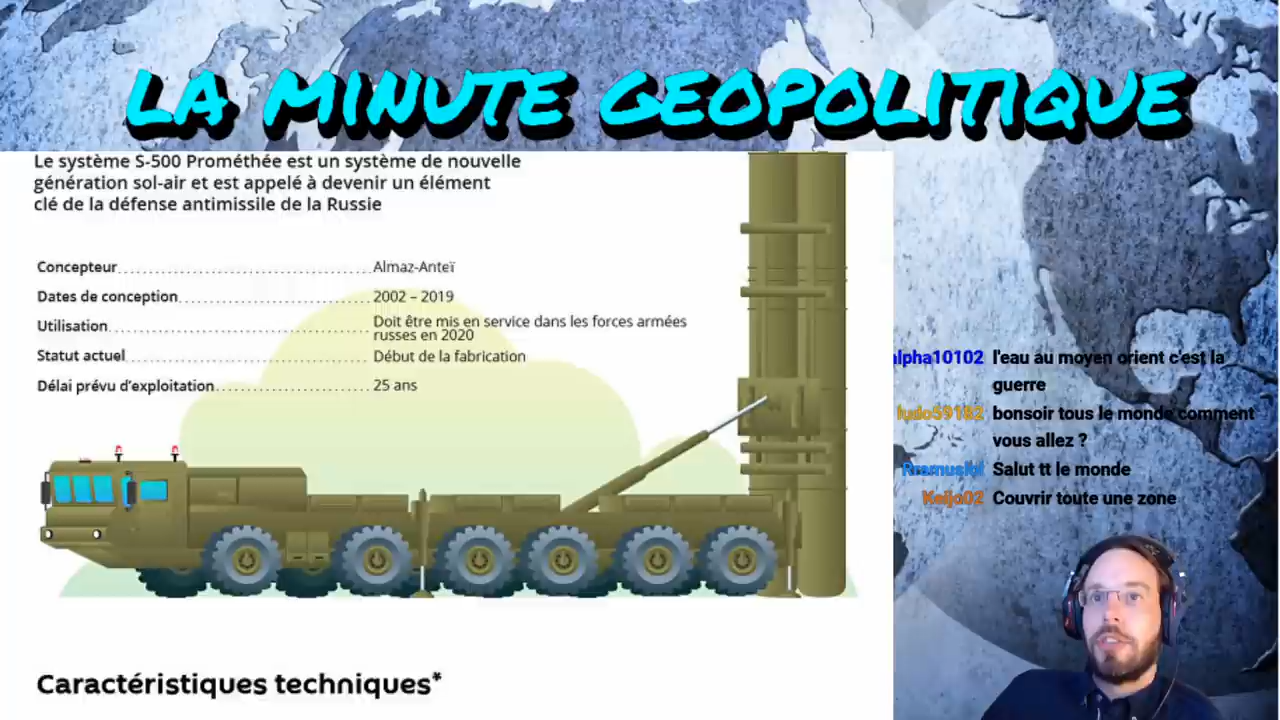 LA MINUTE GEOPOLITIQUE
Le système S-500 Prométhée est un système de nouvelle
génération sol-air et est appelé à devenir un élément
clé de la défense antimissile de la Russie
Concepteur Almaz-Anteï
Dates de conception 2002 – 2019
Utilisation Doit être mis en service dans les forces armées
russes en 2020
Statut actuel Début de la fabrication
Délai prévu d'exploitation 25 ans
Caractéristiques techniques*
lpha10102 l'eau au moyen orient c'est la
guerre
ludo59182 bonsoir tous le monde comment
vous allez ?
Salut tt le monde
Keijo02 Couvrir toute une zone